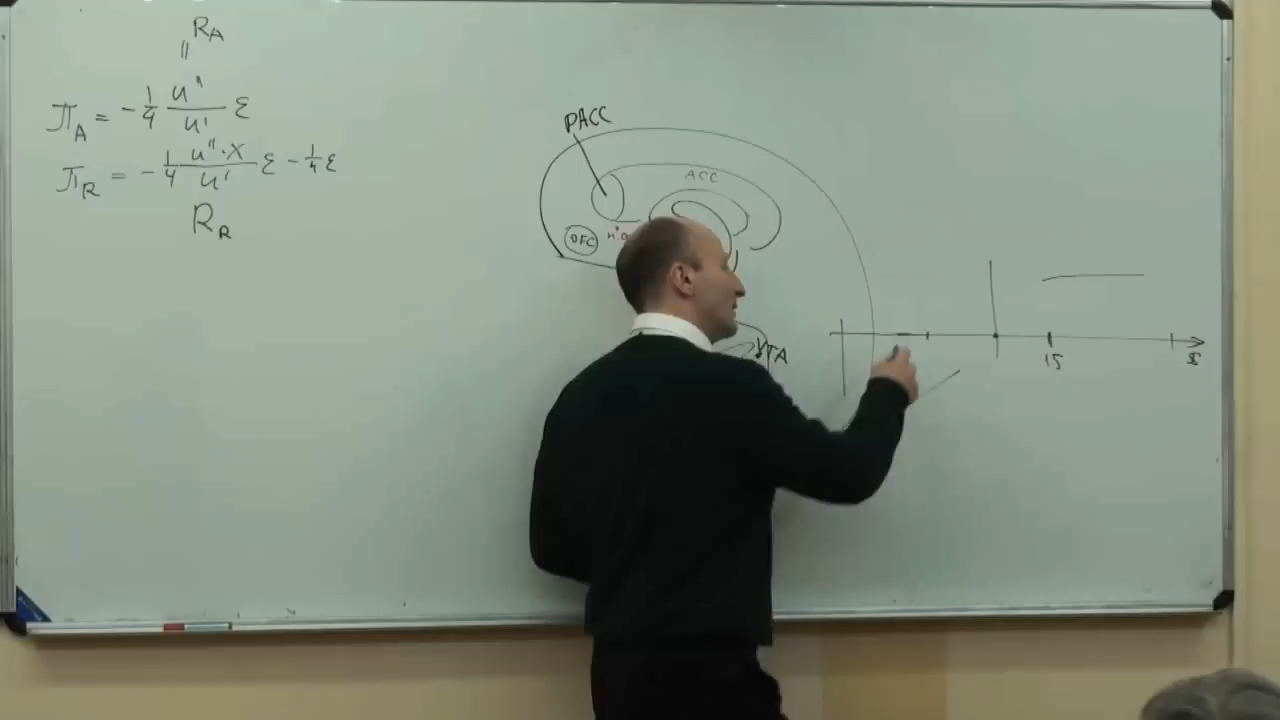 R_A
"
π_A = -1/4 u''/u' ε
π_R = -1/4 u''·x/u' ε - 1/4 ε
R_R
PACC
ACC
OFC
VTA
15